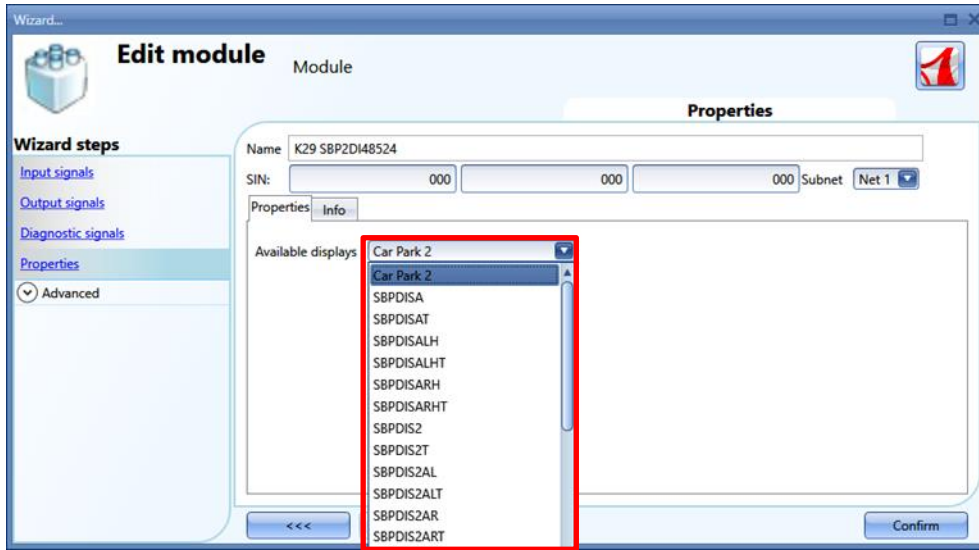 Wizard...
Edit module
Module
Properties
Wizard steps
Input signals
Output signals
Diagnostic signals
Properties
Advanced
Name K29 SBP2DI48524
SIN: 000 000 000 Subnet Net 1
Properties Info
Available displays Car Park 2
Car Park 2
SBPDISA
SBPDISAT
SBPDISALH
SBPDISALHT
SBPDISARH
SBPDISARHT
SBPDIS2
SBPDIS2T
SBPDIS2AL
SBPDIS2ALT
SBPDIS2AR
SBPDIS2ART
<<<
Confirm